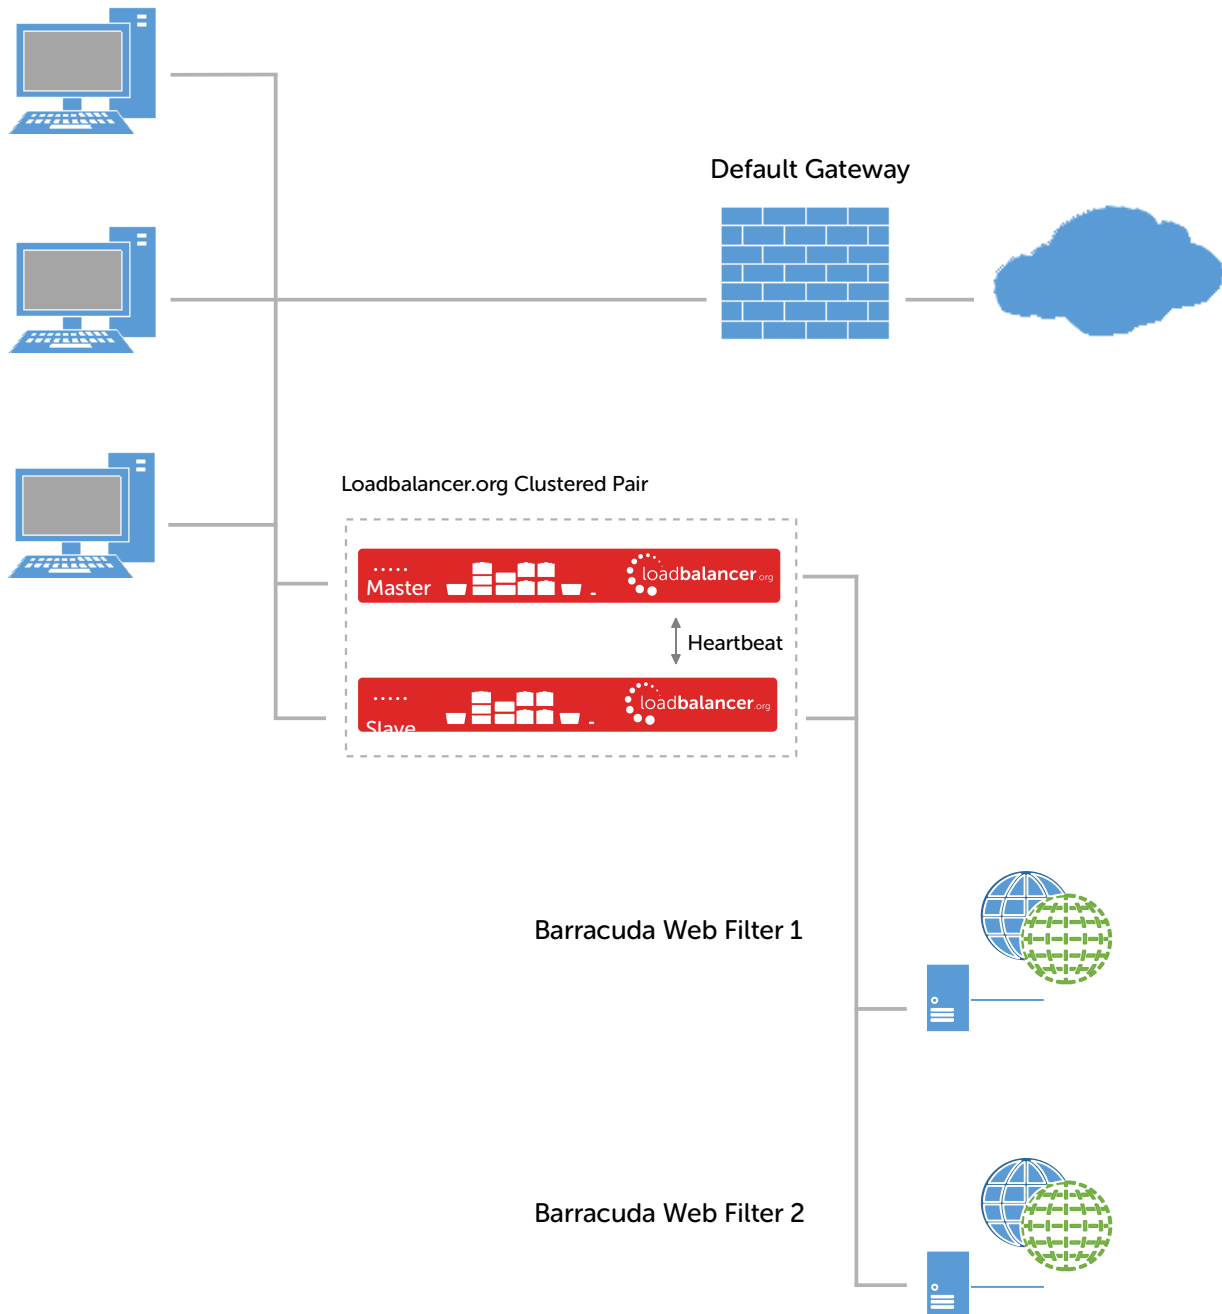 Default Gateway
Loadbalancer.org Clustered Pair
Master
loadbalancer.org
Heartbeat
Slave
loadbalancer.org
Barracuda Web Filter 1
Barracuda Web Filter 2